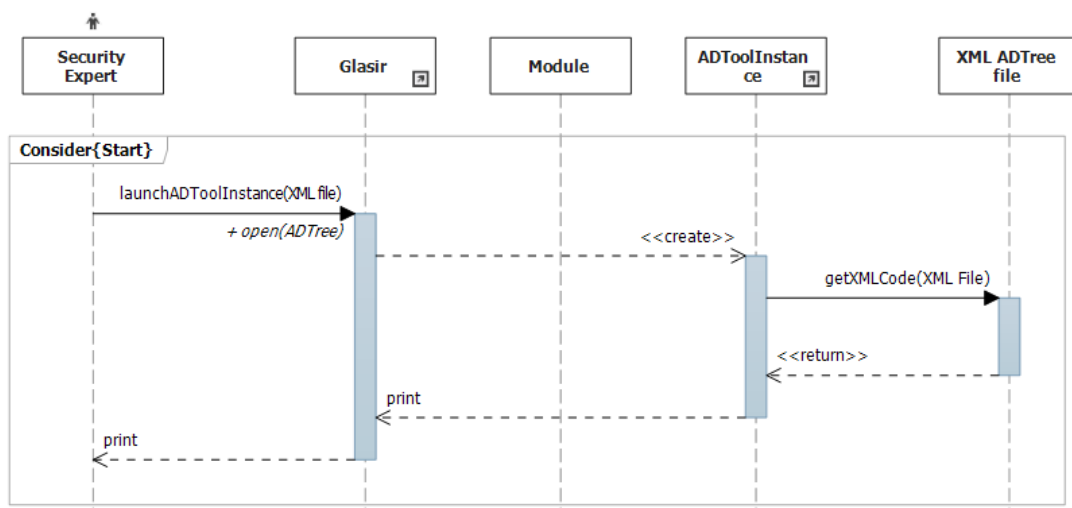 Security
Expert
Glasir
Module
ADToolInstan
ce
XML ADTree
file
Consider{Start}
launchADToolInstance(XML file)
+ open(ADTree)
<<create>>
getXMLCode(XML File)
<<return>>
print
print